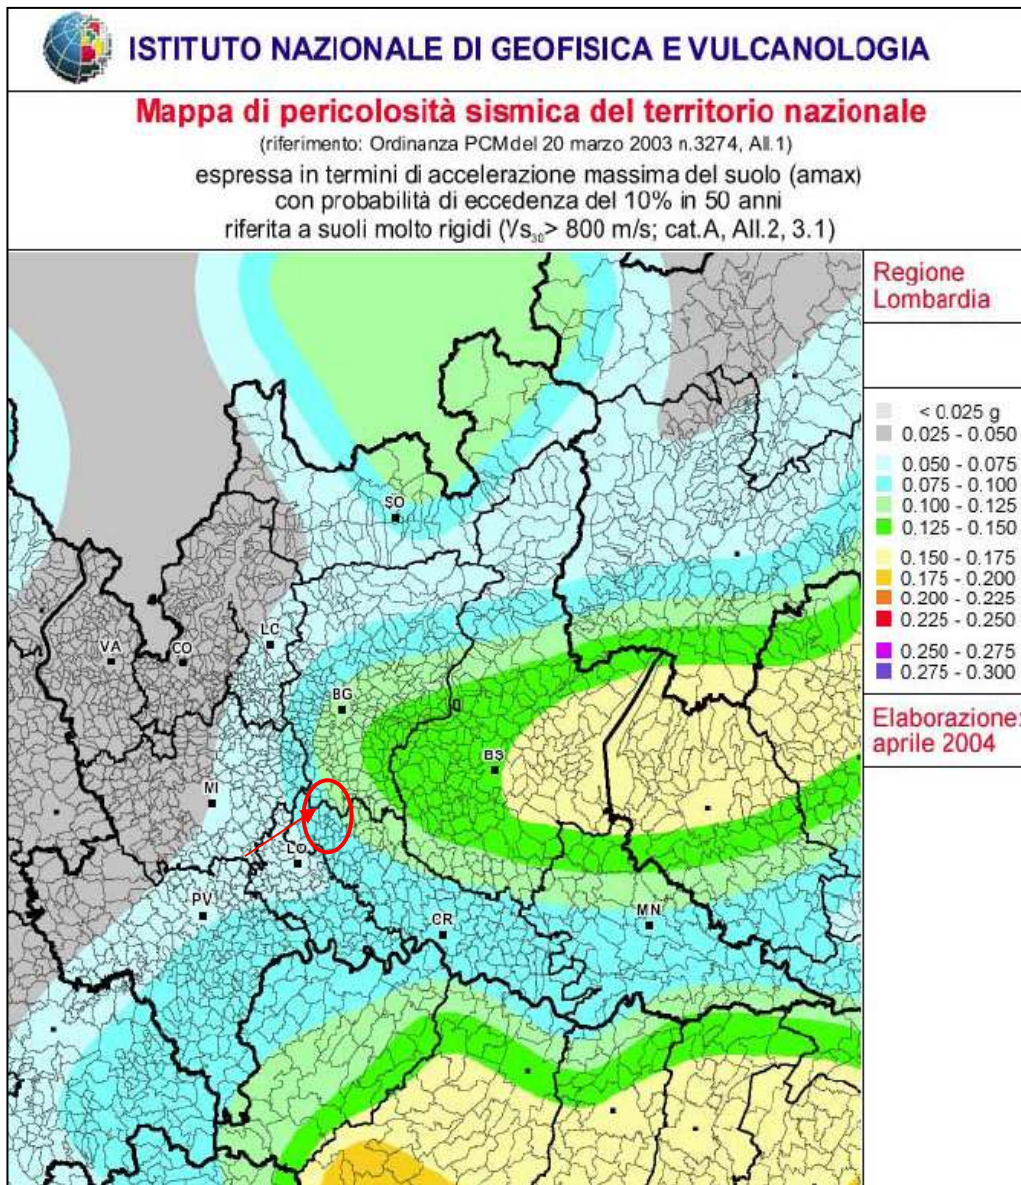 ISTITUTO NAZIONALE DI GEOFISICA E VULCANOLOGIA
Mappa di pericolosità sismica del territorio nazionale
(riferimento: Ordinanza PCM del 20 marzo 2003 n.3274, All.1)
espressa in termini di accelerazione massima del suolo (amax)
con probabilità di eccedenza del 10% in 50 anni
riferita a suoli molto rigidi (Vs₃₀> 800 m/s; cat.A, All.2, 3.1)
Regione
Lombardia
< 0.025 g
0.025 - 0.050
0.050 - 0.075
0.075 - 0.100
0.100 - 0.125
0.125 - 0.150
0.150 - 0.175
0.175 - 0.200
0.200 - 0.225
0.225 - 0.250
0.250 - 0.275
0.275 - 0.300
Elaborazione:
aprile 2004
SO
LC
VA
CO
BG
BS
MI
LO
PV
CR
MN